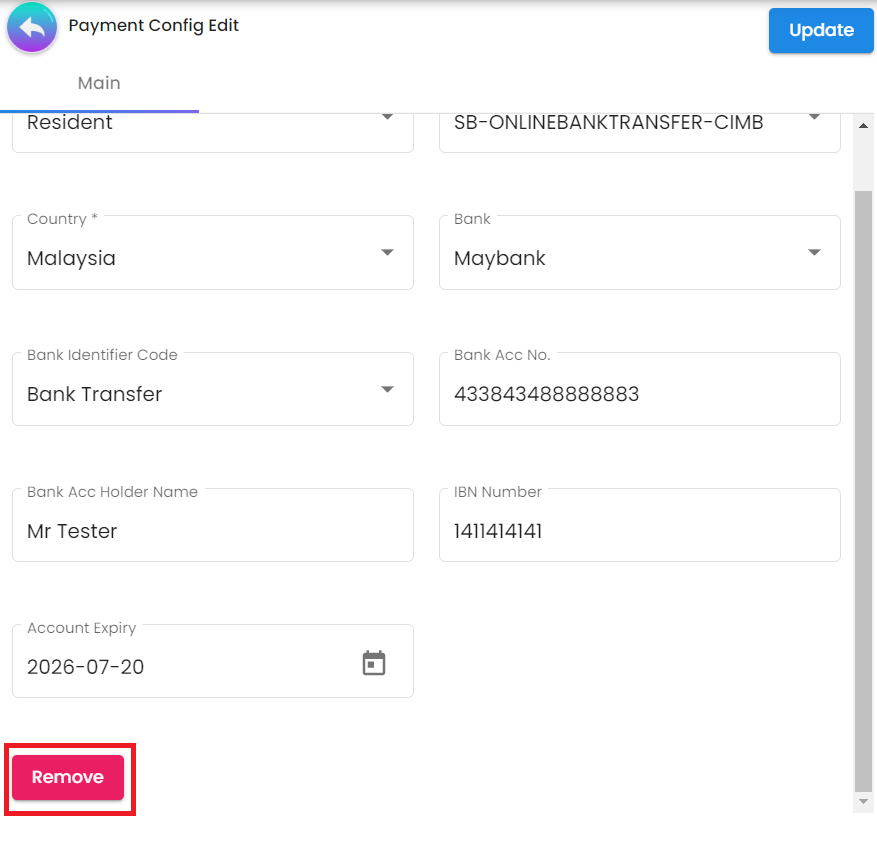 Payment Config Edit
Update
Main
Resident
SB-ONLINEBANKTRANSFER-CIMB
Country *
Bank
Malaysia
Maybank
Bank Identifier Code
Bank Acc No.
Bank Transfer
433843488888883
Bank Acc Holder Name
IBN Number
Mr Tester
1411414141
Account Expiry
2026-07-20
Remove